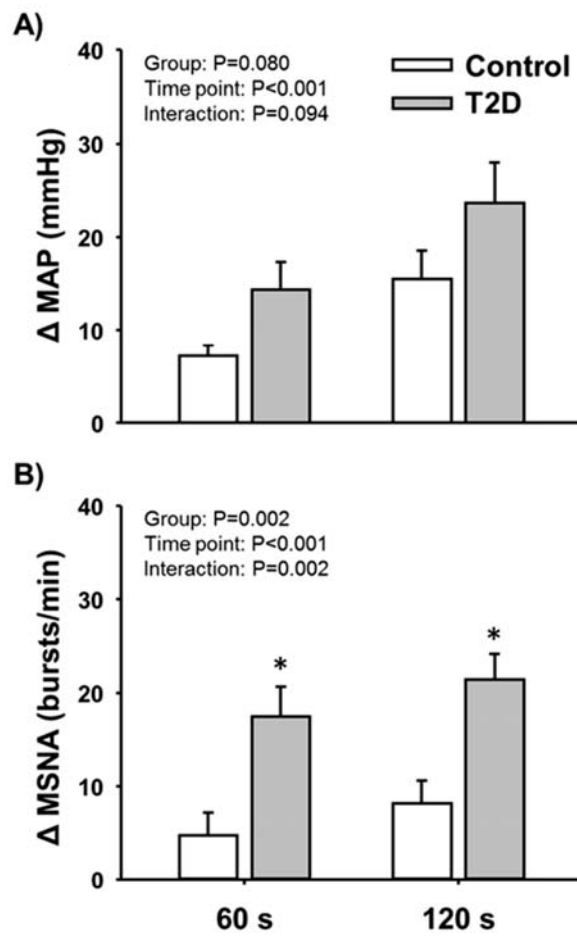 A)
Group: P=0.080
Time point: P<0.001
Interaction: P=0.094
Control
T2D
Δ MAP (mmHg)
40
30
20
10
0
B)
Group: P=0.002
Time point: P<0.001
Interaction: P=0.002
Δ MSNA (bursts/min)
40
30
20
10
0
*
*
60 s
120 s